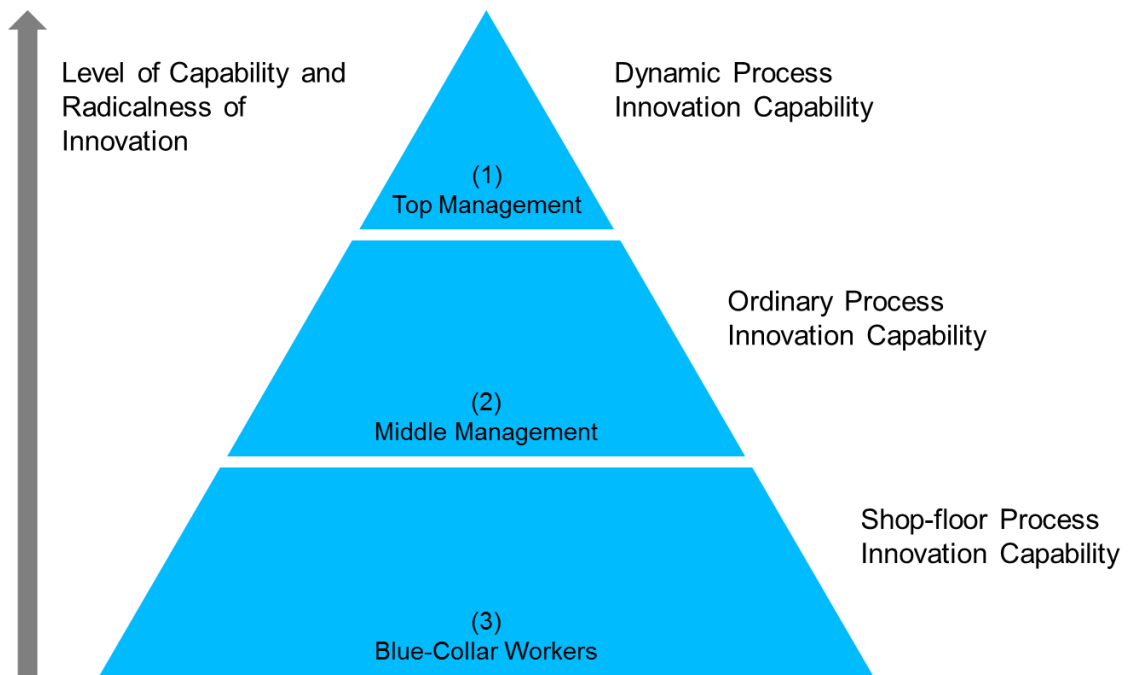 Level of Capability and
Radicalness of
Innovation
Dynamic Process
Innovation Capability
(1)
Top Management
Ordinary Process
Innovation Capability
(2)
Middle Management
Shop-floor Process
Innovation Capability
(3)
Blue-Collar Workers